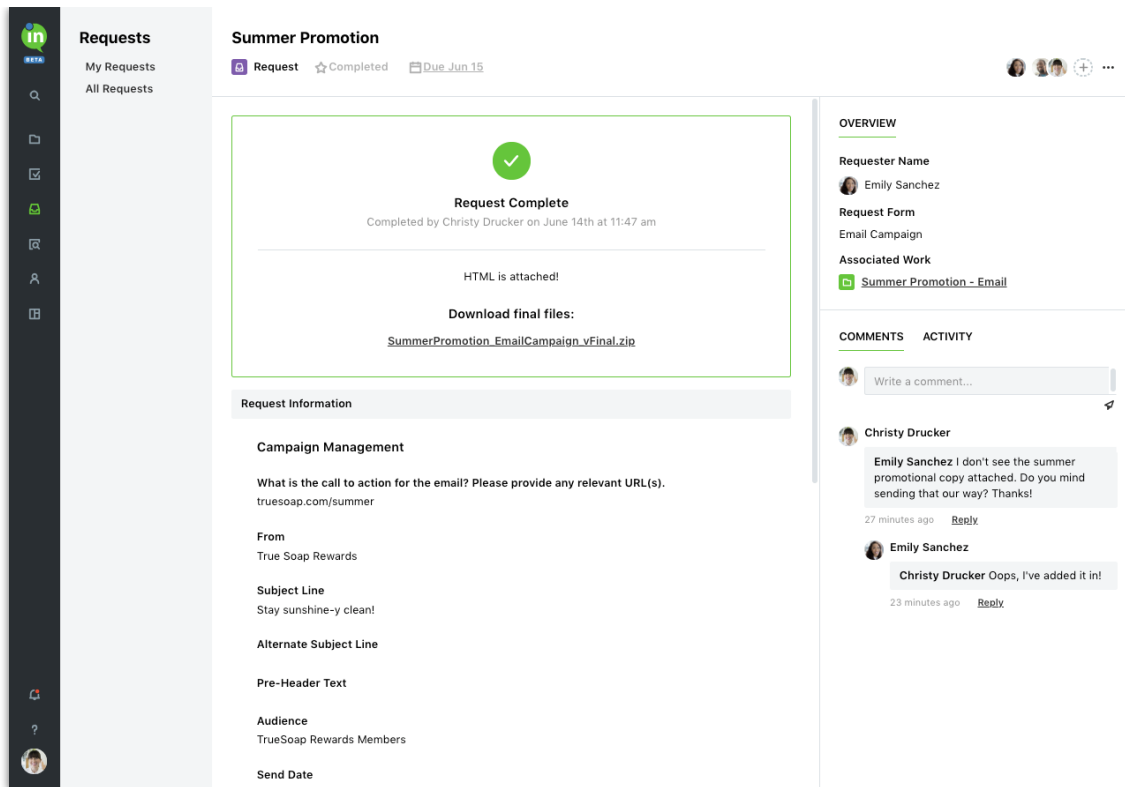 in
BETA
Requests
My Requests
All Requests
?
Summer Promotion
Request
Completed
Due Jun 15
Request Complete
Completed by Christy Drucker on June 14th at 11:47 am
HTML is attached!
Download final files:
SummerPromotion_EmailCampaign_vFinal.zip
Request Information
Campaign Management
What is the call to action for the email? Please provide any relevant URL(s).
truesoap.com/summer
From
True Soap Rewards
Subject Line
Stay sunshine-y clean!
Alternate Subject Line
Pre-Header Text
Audience
TrueSoap Rewards Members
Send Date
OVERVIEW
Requester Name
Emily Sanchez
Request Form
Email Campaign
Associated Work
Summer Promotion - Email
COMMENTS ACTIVITY
Write a comment...
Christy Drucker
Emily Sanchez I don't see the summer
promotional copy attached. Do you mind
sending that our way? Thanks!
27 minutes ago Reply
Emily Sanchez
Christy Drucker Oops, I've added it in!
23 minutes ago Reply